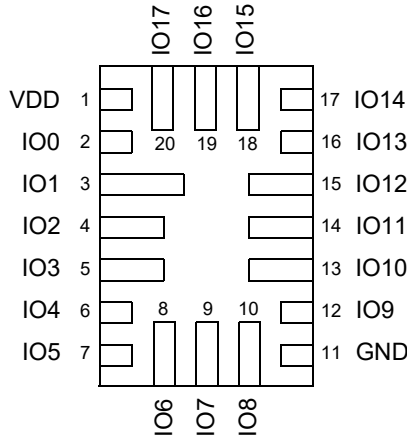 IO17 IO16 IO15
VDD 1 17 IO14
IO0 2 20 19 18 16 IO13
IO1 3 15 IO12
IO2 4 14 IO11
IO3 5 13 IO10
IO4 6 8 9 10 12 IO9
IO5 7 11 GND
IO6 IO7 IO8